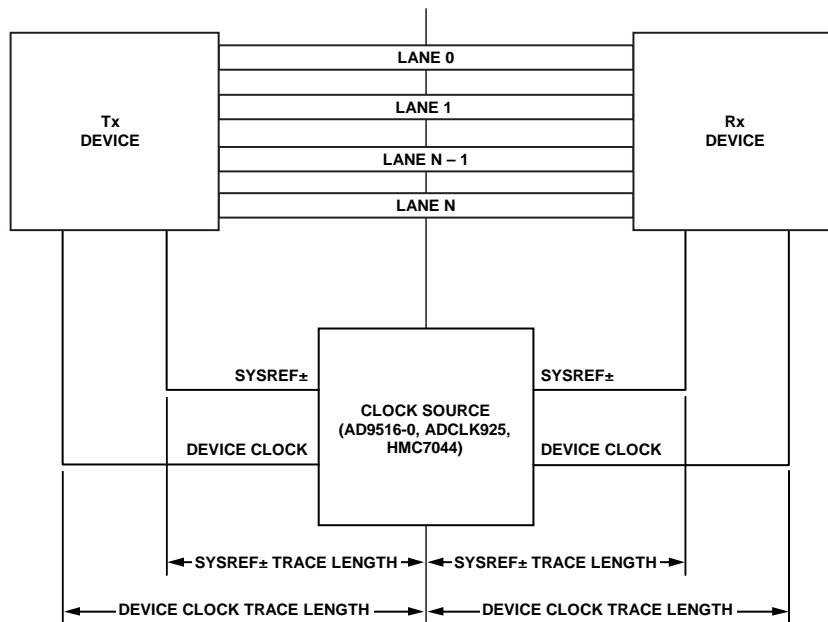 LANE 0
LANE 1
Tx
DEVICE
Rx
DEVICE
LANE N – 1
LANE N
SYSREF±
SYSREF±
CLOCK SOURCE
(AD9516-0, ADCLK925,
HMC7044)
DEVICE CLOCK
DEVICE CLOCK
SYSREF± TRACE LENGTH
SYSREF± TRACE LENGTH
DEVICE CLOCK TRACE LENGTH
DEVICE CLOCK TRACE LENGTH